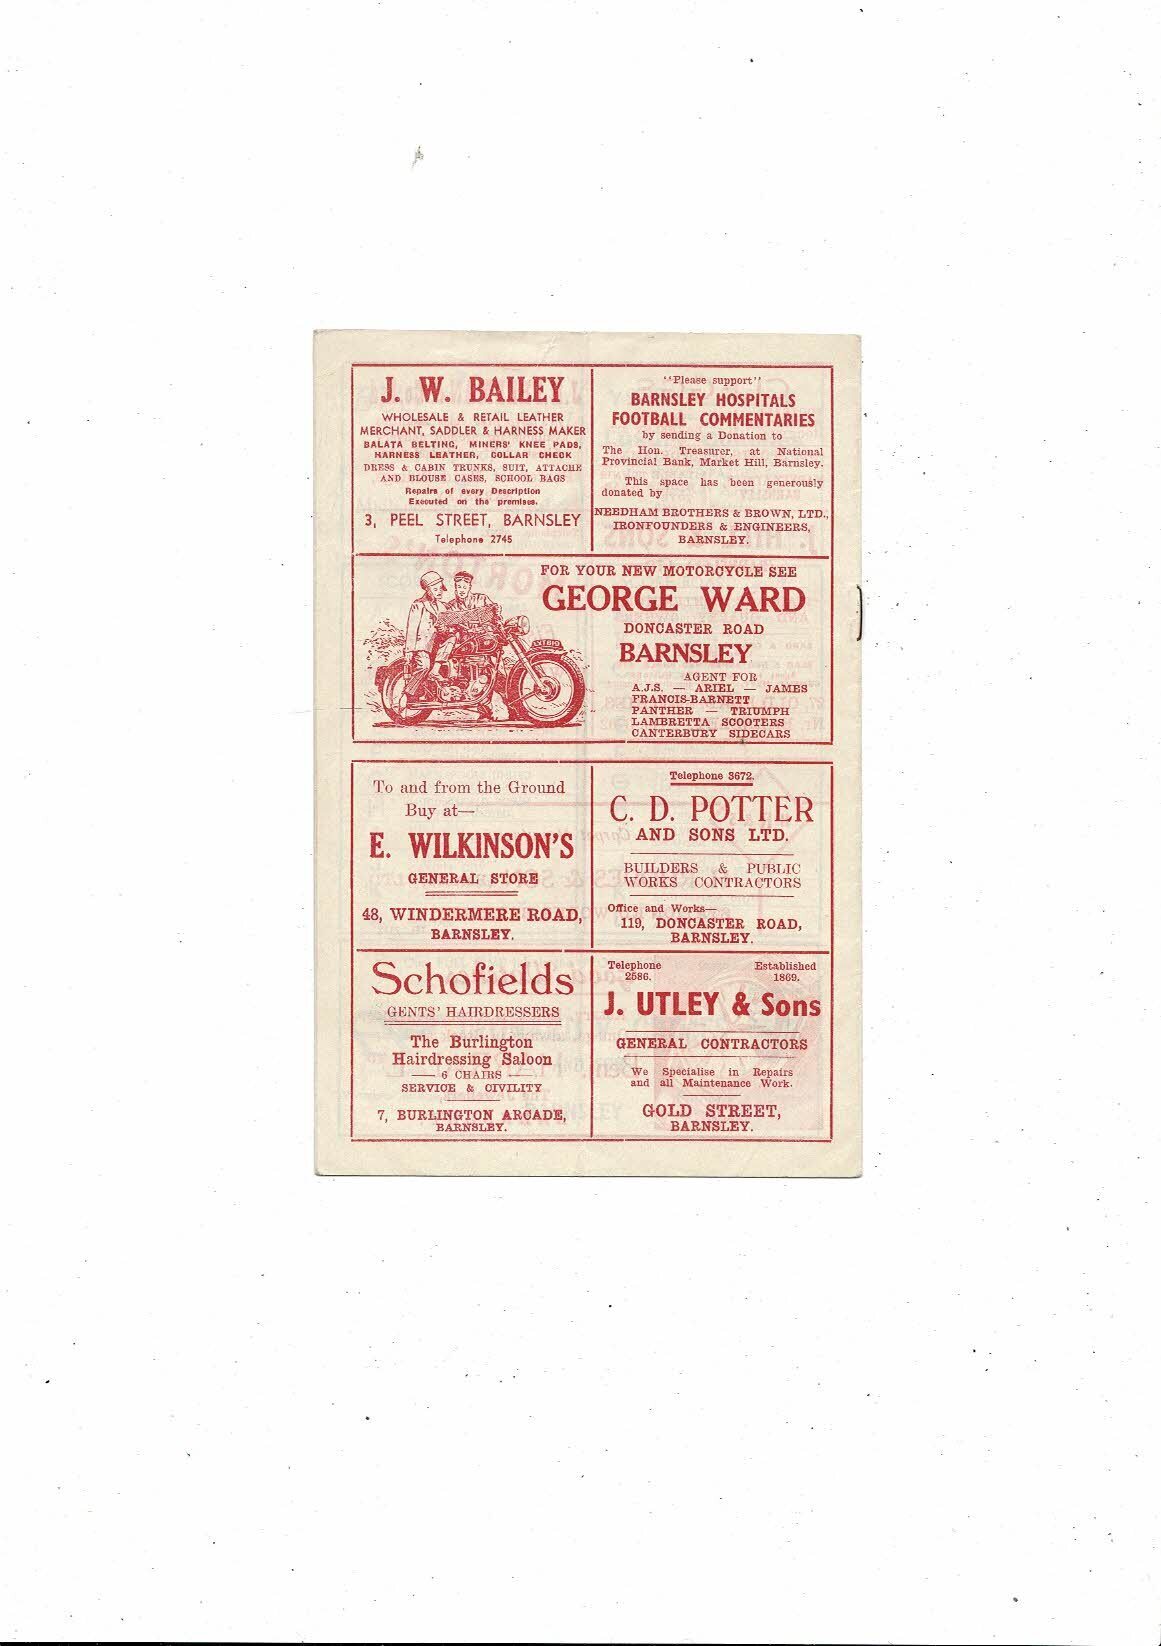 J. W. BAILEY
WHOLESALE & RETAIL LEATHER
MERCHANT, SADDLER & HARNESS MAKER
BALATA BELTING, MINERS' KNEE PADS,
HARNESS LEATHER, COLLAR CHECK
DRESS & CABIN TRUNKS, SUIT, ATTACHE
AND BLOUSE CASES, SCHOOL BAGS
Repairs of every Description
Executed on the premises.
3, PEEL STREET, BARNSLEY
Telephone 2745
"Please support"
BARNSLEY HOSPITALS
FOOTBALL COMMENTARIES
by sending a Donation to
The Hon. Treasurer, at National
Provincial Bank, Market Hill, Barnsley.
This space has been generously
donated by
NEEDHAM BROTHERS & BROWN, LTD.,
IRONFOUNDERS & ENGINEERS,
BARNSLEY.
FOR YOUR NEW MOTORCYCLE SEE
GEORGE WARD
DONCASTER ROAD
BARNSLEY
AGENT FOR
A.J.S. — ARIEL — JAMES
FRANCIS-BARNETT
PANTHER — TRIUMPH
LAMBRETTA SCOOTERS
CANTERBURY SIDECARS
To and from the Ground
Buy at—
E. WILKINSON'S
GENERAL STORE
48, WINDERMERE ROAD,
BARNSLEY.
Telephone 3672.
C. D. POTTER
AND SONS LTD.
BUILDERS & PUBLIC
WORKS CONTRACTORS
Office and Works—
119, DONCASTER ROAD,
BARNSLEY.
Schofields
GENTS' HAIRDRESSERS
The Burlington
Hairdressing Saloon
— 6 CHAIRS —
SERVICE & CIVILITY
7, BURLINGTON ARCADE,
BARNSLEY.
Telephone Established
2586. 1869.
J. UTLEY & Sons
GENERAL CONTRACTORS
We Specialise in Repairs
and all Maintenance Work.
GOLD STREET,
BARNSLEY.